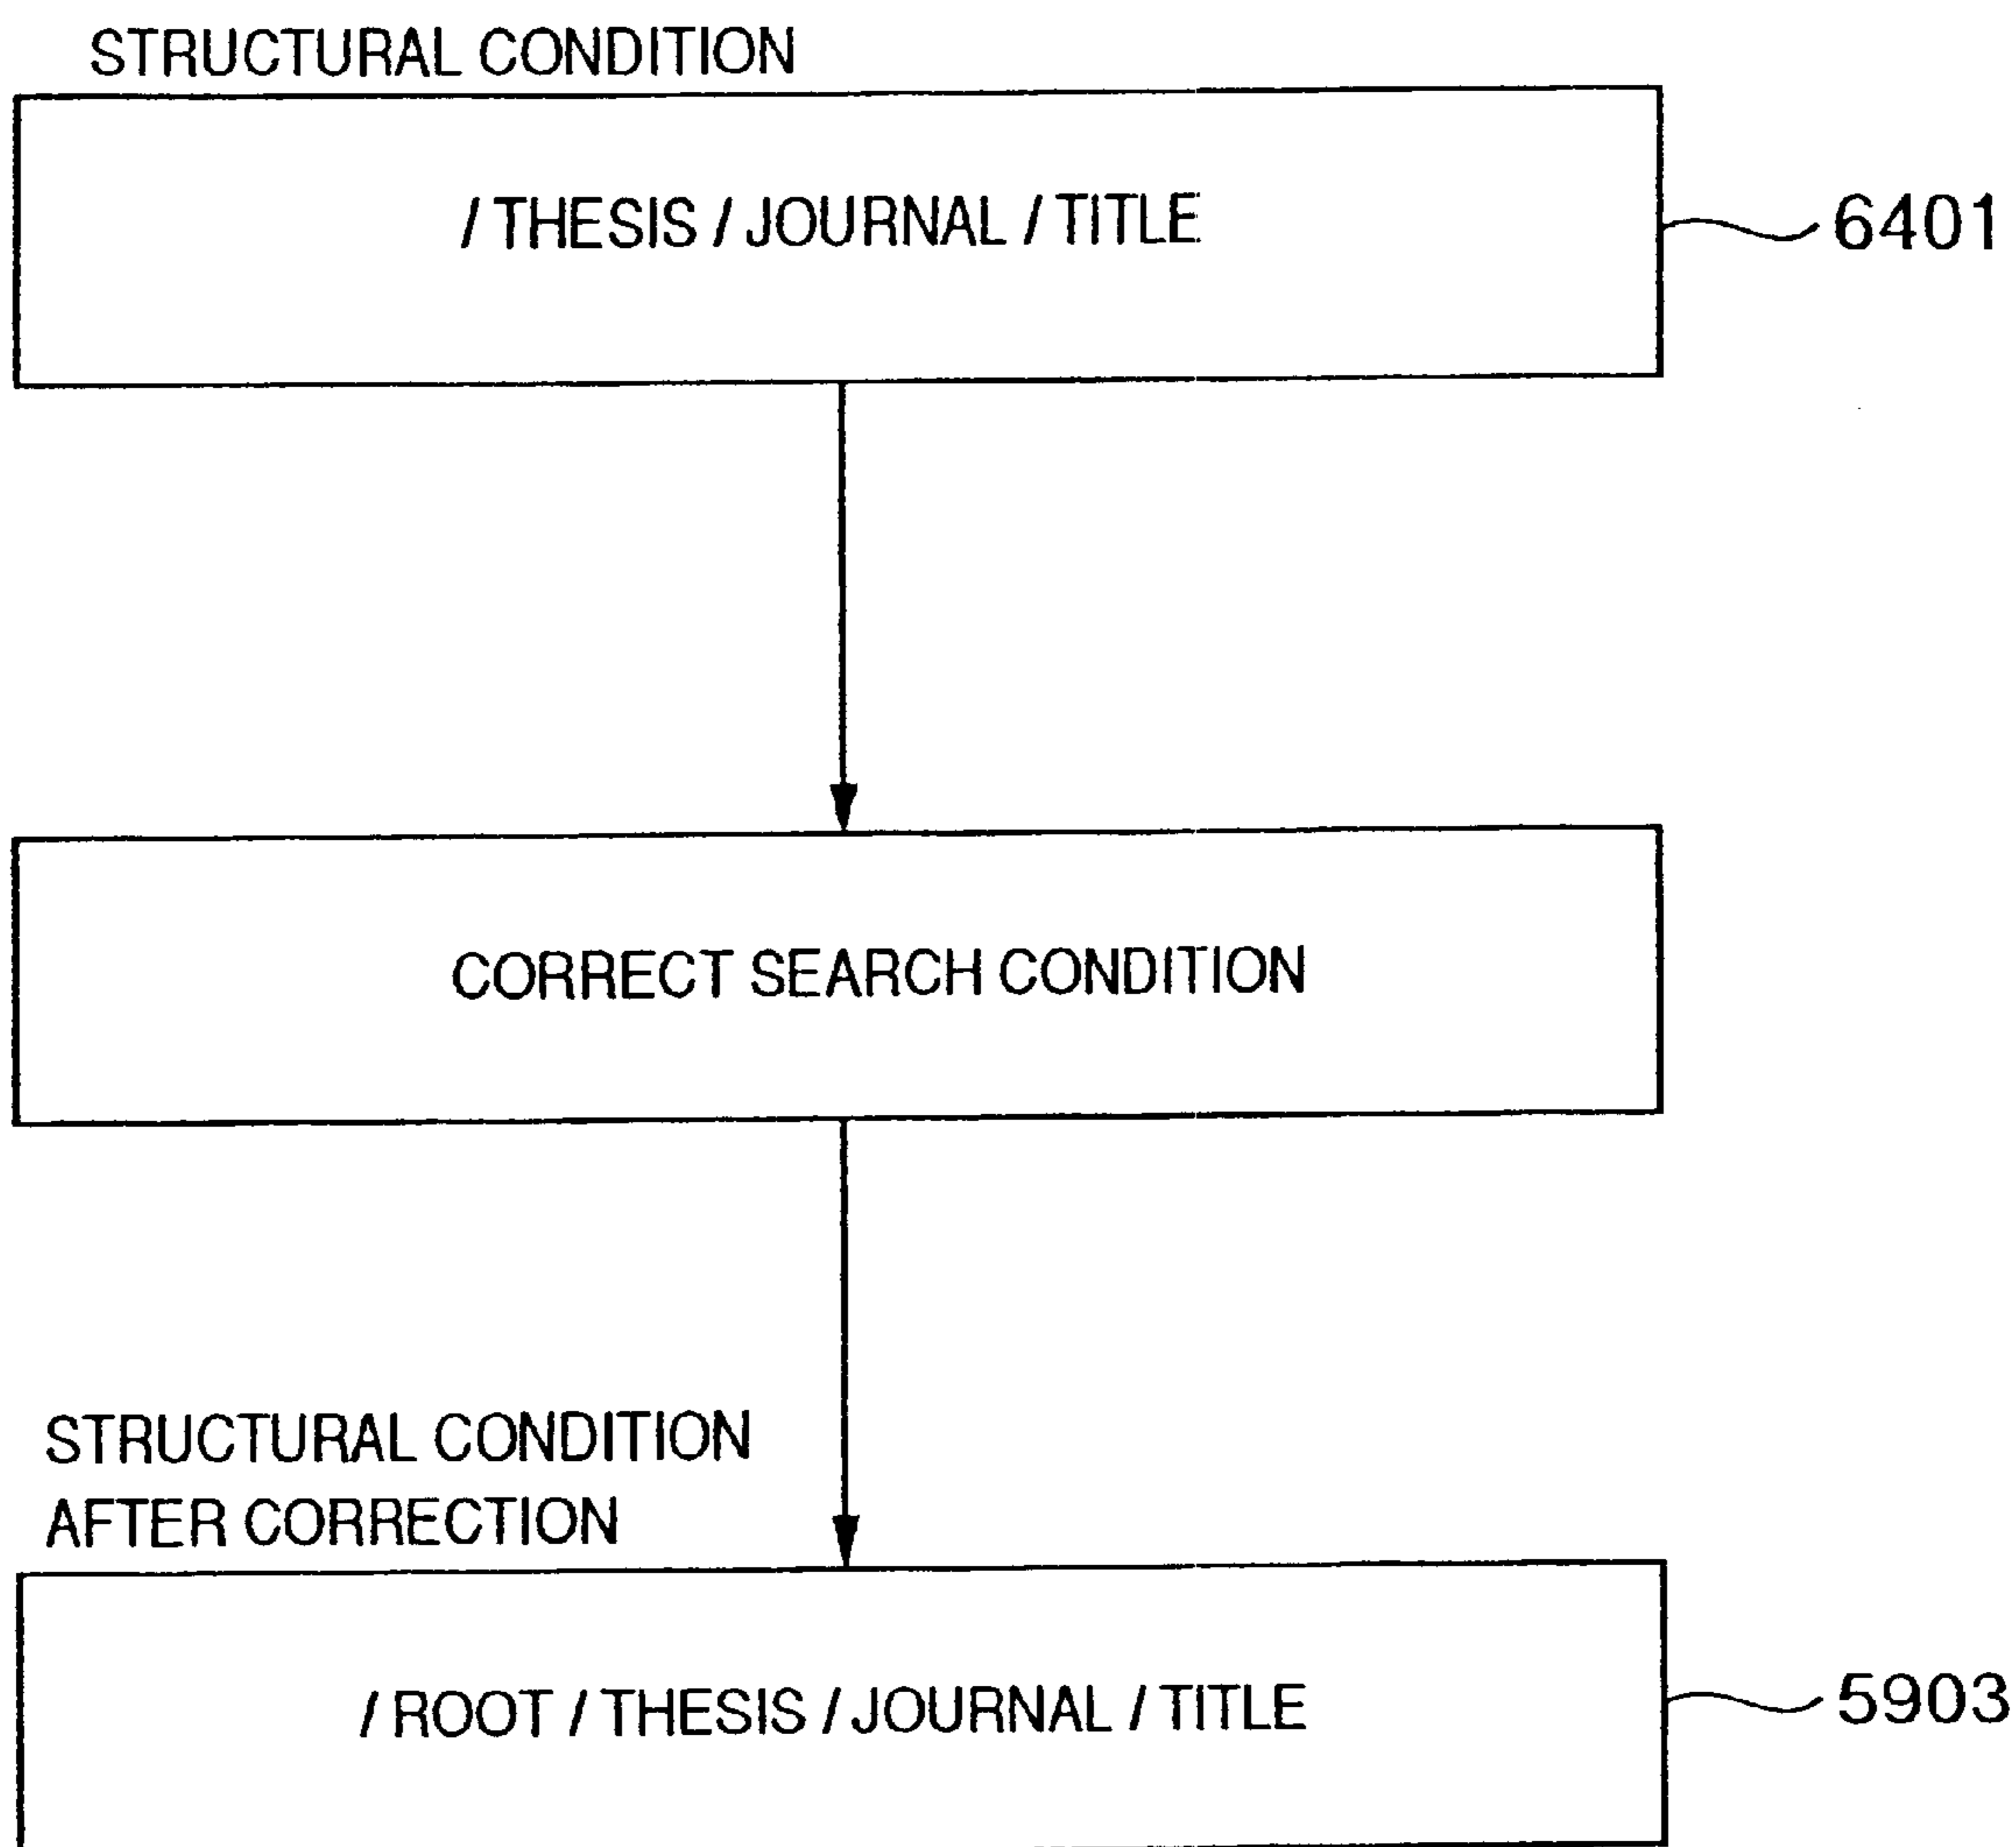 STRUCTURAL CONDITION
/ THESIS / JOURNAL / TITLE
6401
CORRECT SEARCH CONDITION
STRUCTURAL CONDITION
AFTER CORRECTION
/ ROOT / THESIS / JOURNAL / TITLE
5903